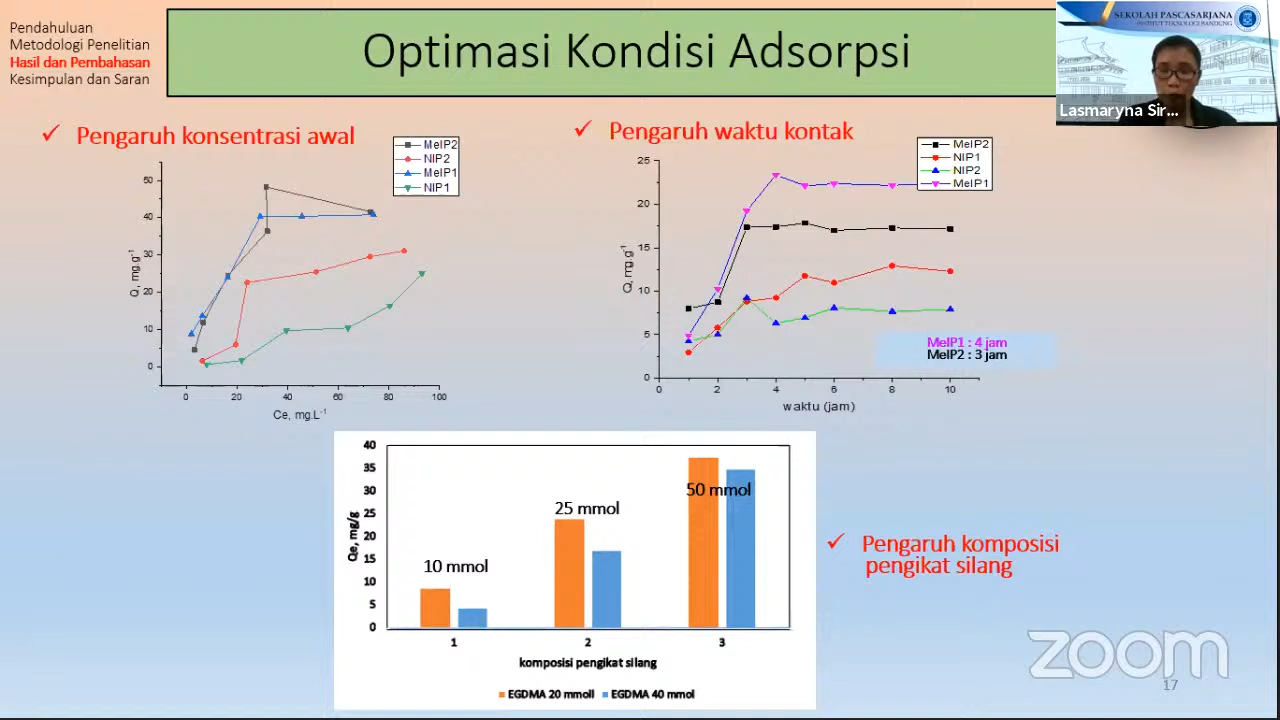 Pendahuluan
Metodologi Penelitian
Hasil dan Pembahasan
Kesimpulan dan Saran
Optimasi Kondisi Adsorpsi
SEKOLAH PASCASARJANA
INSTITUT TEKNOLOGI BANDUNG
Lasmaryna Sir...
✓ Pengaruh konsentrasi awal
MeIP2
NIP2
MeIP1
NIP1
50
40
30
20
10
0
Q, mg.g⁻¹
0 20 40 60 80 100
Ce, mg.L⁻¹
✓ Pengaruh waktu kontak
MeIP2
NIP1
NIP2
MeIP1
25
20
15
10
5
0
Q, mg.g⁻¹
0 2 4 6 8 10
waktu (jam)
MeIP1 : 4 jam
MeIP2 : 3 jam
40
35
30
25
20
15
10
5
0
Qe, mg/g
10 mmol
25 mmol
50 mmol
1 2 3
komposisi pengikat silang
EGDMA 20 mmoll EGDMA 40 mmol
✓ Pengaruh komposisi
pengikat silang
zoom
17